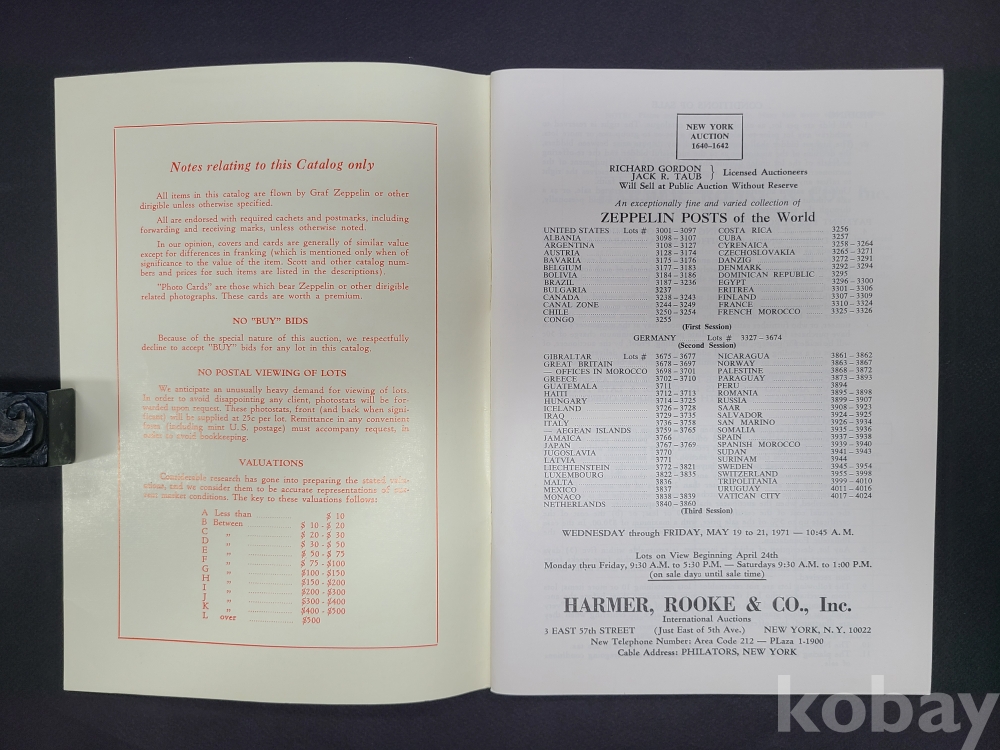 Notes relating to this Catalog only
All items in this catalog are flown by Graf Zeppelin or other
dirigible unless otherwise specified.
All are endorsed with required cachets and postmarks, including
forwarding and receiving marks, unless otherwise noted.
In our opinion, covers and cards are generally of similar value
except for differences in franking (which is mentioned only when of
significance to the value of the item. Scott and other catalog num-
bers and prices for such items are listed in the descriptions).
"Photo Cards" are those which bear Zeppelin or other dirigible
related photographs. These cards are worth a premium.
NO "BUY" BIDS
Because of the special nature of this auction, we respectfully
decline to accept "BUY" bids for any lot in this catalog.
NO POSTAL VIEWING OF LOTS
We anticipate an unusually heavy demand for viewing of lots.
In order to avoid disappointing any client, photostats will be for-
warded upon request. These photostats, front (and back when signi-
ficant) will be supplied at 25c per lot. Remittance in any convenient
form (including mint U.S. postage) must accompany request, in
order to avoid bookkeeping.
VALUATIONS
Considerable research has gone into preparing the stated
and we consider them to be accurate representations of
market conditions. The key to these valuations follows:
A Less than $ 10
B Between $ 10 - $ 20
C " $ 20 - $ 30
D " $ 30 - $ 50
E " $ 50 - $ 75
F " $ 75 - $100
G " $100 - $150
H " $150 - $200
I " $200 - $300
J " $300 - $400
K " $400 - $500
L over $500
NEW YORK
AUCTION
1640-1642
RICHARD GORDON
JACK R. TAUB } Licensed Auctioneers
Will Sell at Public Auction Without Reserve
An exceptionally fine and varied collection of
ZEPPELIN POSTS of the World
UNITED STATES Lots # 3001 - 3097 COSTA RICA 3256
ALBANIA 3098 - 3107 CUBA 3257
ARGENTINA 3108 - 3127 CYRENAICA 3258 - 3264
AUSTRIA 3128 - 3174 CZECHOSLOVAKIA 3265 - 3271
BAVARIA 3175 - 3176 DANZIG 3272 - 3291
BELGIUM 3177 - 3183 DENMARK 3292 - 3294
BOLIVIA 3184 - 3186 DOMINICAN REPUBLIC 3295
BRAZIL 3187 - 3236 EGYPT 3296 - 3300
BULGARIA 3237 ERITREA 3301 - 3306
CANADA 3238 - 3243 FINLAND 3307 - 3309
CANAL ZONE 3244 - 3249 FRANCE 3310 - 3324
CHILE 3250 - 3254 FRENCH MOROCCO 3325 - 3326
CONGO 3255
(First Session)
GERMANY Lots # 3327 - 3674
(Second Session)
GIBRALTAR Lots # 3675 - 3677 NICARAGUA 3861 - 3862
GREAT BRITAIN 3678 - 3697 NORWAY 3863 - 3867
— OFFICES IN MOROCCO 3698 - 3701 PALESTINE 3868 - 3872
GREECE 3702 - 3710 PARAGUAY 3873 - 3893
GUATEMALA 3711 PERU 3894
HAITI 3712 - 3713 ROMANIA 3895 - 3898
HUNGARY 3714 - 3725 RUSSIA 3899 - 3907
ICELAND 3726 - 3728 SAAR 3908 - 3923
IRAQ 3729 - 3735 SALVADOR 3924 - 3925
ITALY 3736 - 3758 SAN MARINO 3926 - 3934
— AEGEAN ISLANDS 3759 - 3765 SOMALIA 3935 - 3936
JAMAICA 3766 SPAIN 3937 - 3938
JAPAN 3767 - 3769 SPANISH MOROCCO 3939 - 3940
JUGOSLAVIA 3770 SUDAN 3941 - 3943
LATVIA 3771 SURINAM 3944
LIECHTENSTEIN 3772 - 3821 SWEDEN 3945 - 3954
LUXEMBOURG 3822 - 3835 SWITZERLAND 3955 - 3998
MALTA 3836 TRIPOLITANIA 3999 - 4010
MEXICO 3837 URUGUAY 4011 - 4016
MONACO 3838 - 3839 VATICAN CITY 4017 - 4024
NETHERLANDS 3840 - 3860
(Third Session)
WEDNESDAY through FRIDAY, MAY 19 to 21, 1971 — 10:45 A. M.
Lots on View Beginning April 24th
Monday thru Friday, 9:30 A.M. to 5:30 P.M. — Saturdays 9:30 A.M. to 1:00 P.M.
(on sale days until sale time)
HARMER, ROOKE & CO., Inc.
International Auctions
3 EAST 57th STREET (Just East of 5th Ave.) NEW YORK, N. Y. 10022
New Telephone Number: Area Code 212 — PLaza 1-1900
Cable Address: PHILATORS, NEW YORK
kobay